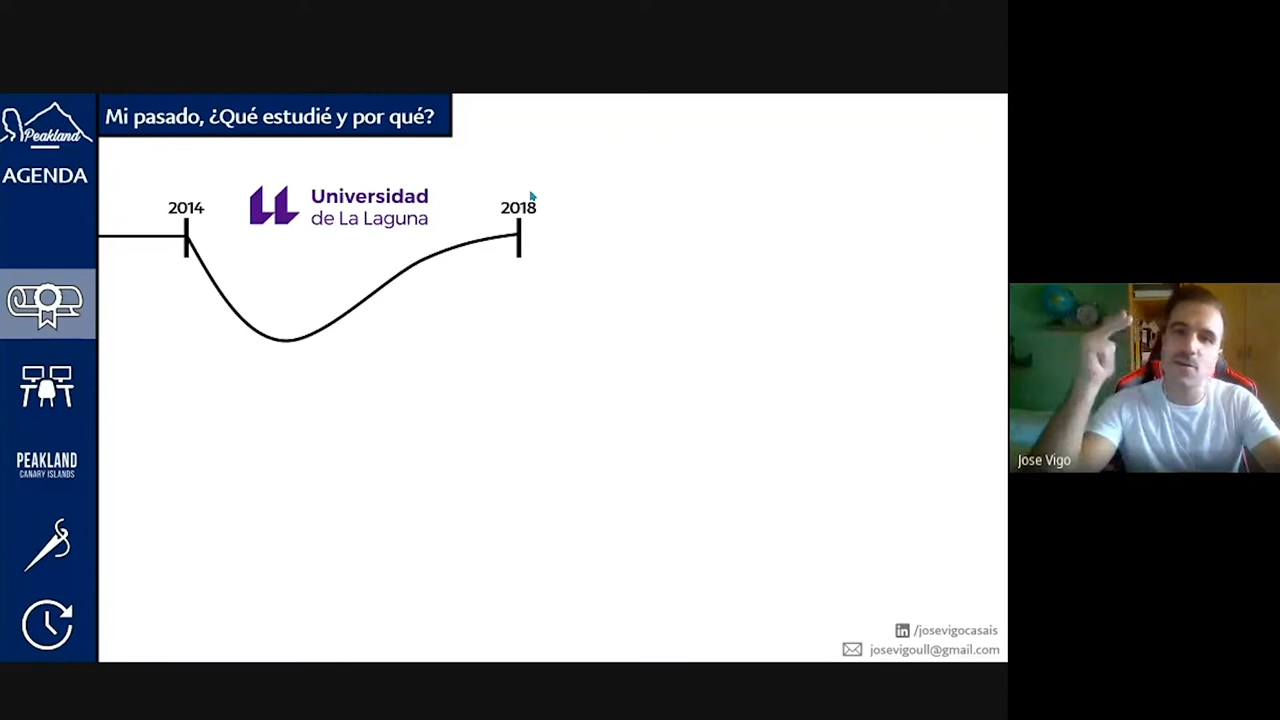 Peakland
AGENDA
PEAKLAND
CANARY ISLANDS
Mi pasado, ¿Qué estudié y por qué?
2014
Universidad
de La Laguna
2018
in /josevigocasais
josevigoull@gmail.com
Jose Vigo